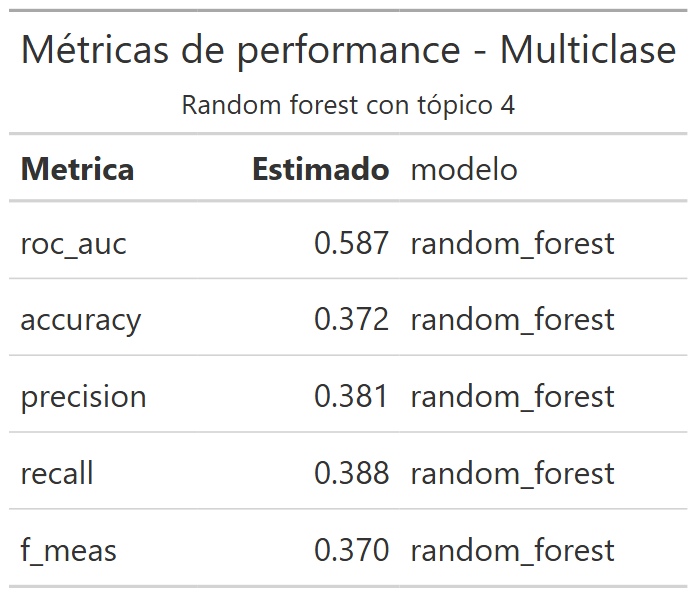 Métricas de performance - Multiclase
Random forest con tópico 4
Metrica Estimado modelo
roc_auc 0.587 random_forest
accuracy 0.372 random_forest
precision 0.381 random_forest
recall 0.388 random_forest
f_meas 0.370 random_forest